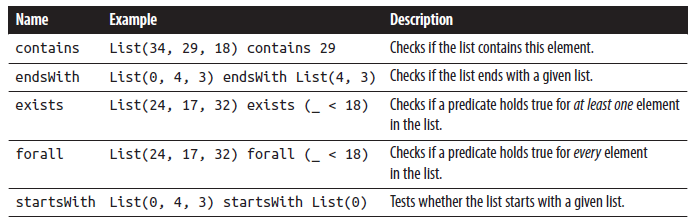 Name Example Description
contains List(34, 29, 18) contains 29 Checks if the list contains this element.
endsWith List(0, 4, 3) endsWith List(4, 3) Checks if the list ends with a given list.
exists List(24, 17, 32) exists (_ < 18) Checks if a predicate holds true for at least one element
in the list.
forall List(24, 17, 32) forall (_ < 18) Checks if a predicate holds true for every element
in the list.
startsWith List(0, 4, 3) startsWith List(0) Tests whether the list starts with a given list.